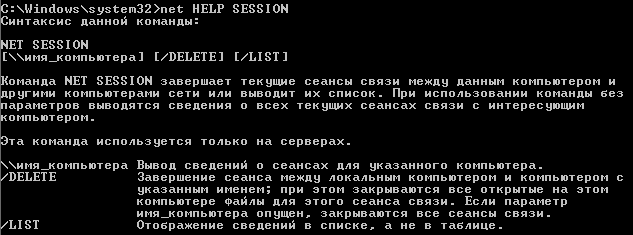 C:\Windows\system32>net HELP SESSION
Синтаксис данной команды:
NET SESSION
[\\имя_компьютера] [/DELETE] [/LIST]
Команда NET SESSION завершает текущие сеансы связи между данным компьютером и
другими компьютерами сети или выводит их список. При использовании команды без
параметров выводятся сведения о всех текущих сеансах связи с интересующим
компьютером.
Эта команда используется только на серверах.
\\имя_компьютера Вывод сведений о сеансах для указанного компьютера.
/DELETE Завершение сеанса между локальным компьютером и компьютером с
указанным именем; при этом закрываются все открытые на этом
компьютере файлы для этого сеанса связи. Если параметр
имя_компьютера опущен, закрываются все сеансы связи.
/LIST Отображение сведений в списке, а не в таблице.